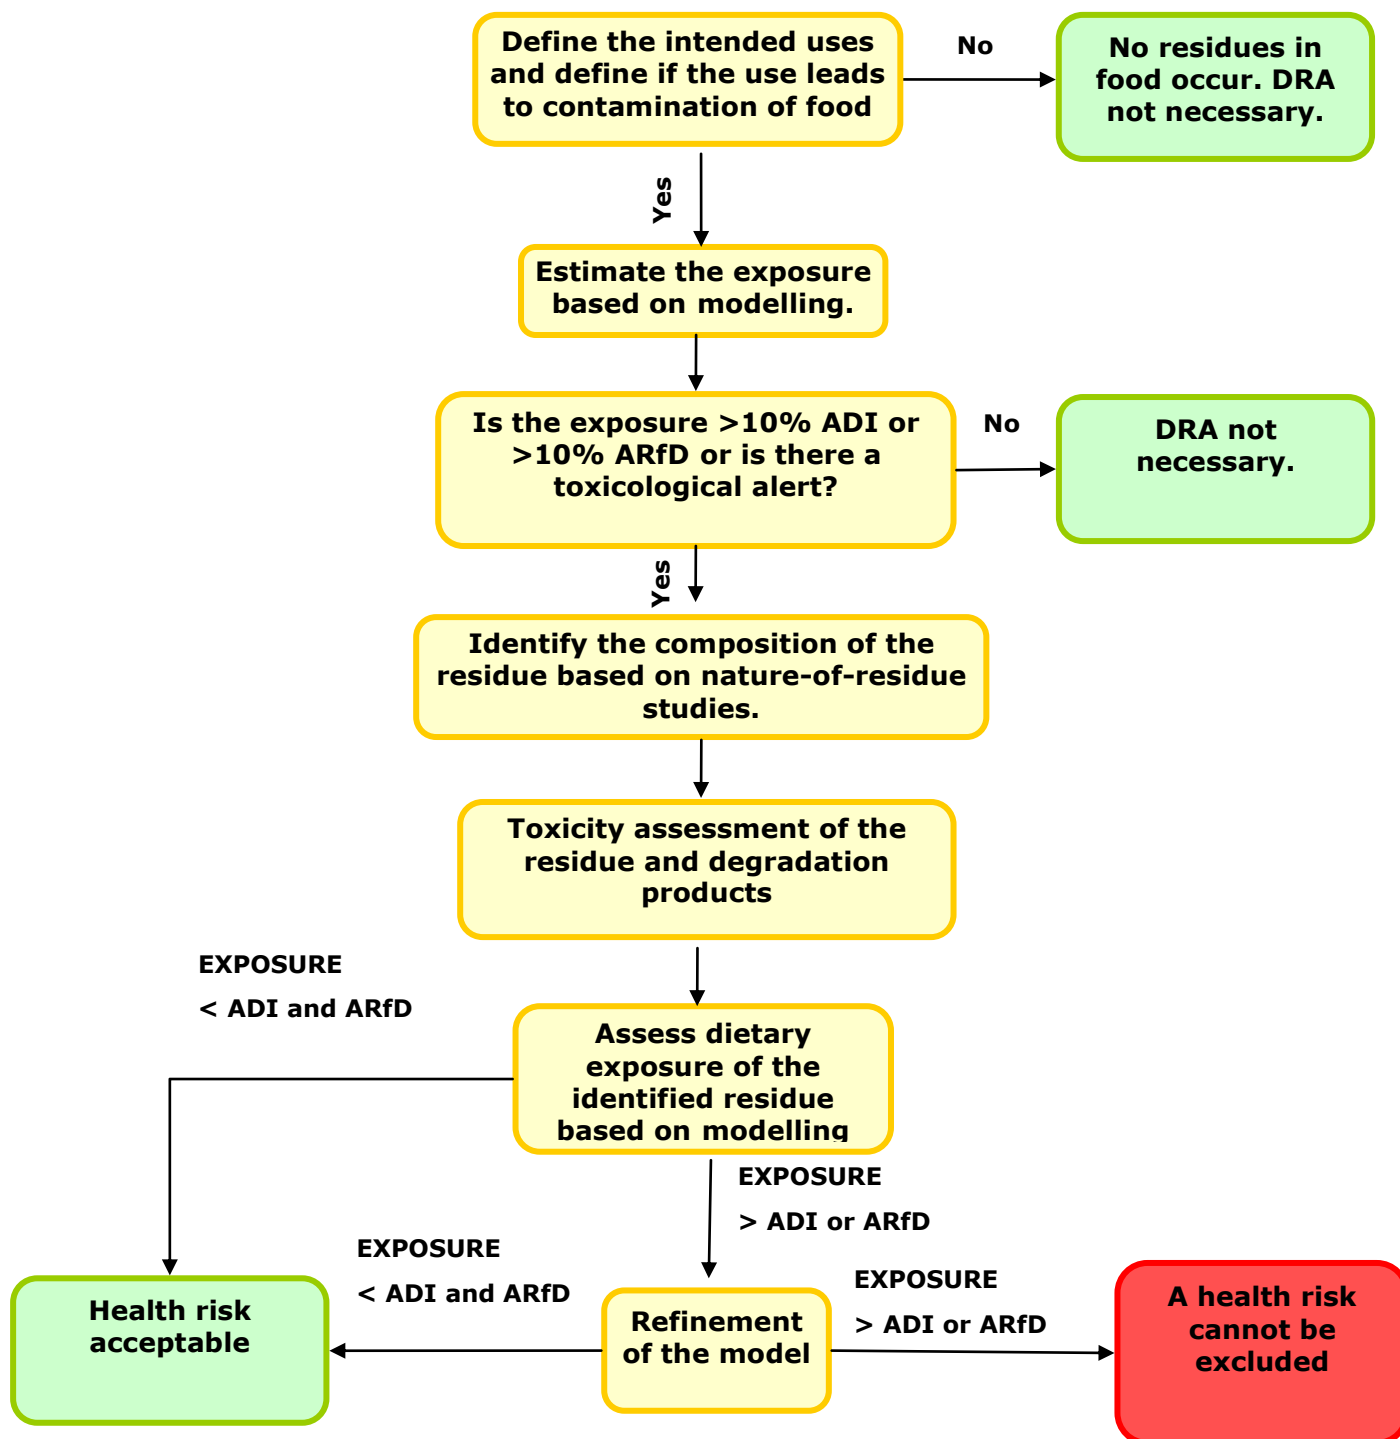 Define the intended uses
and define if the use leads
to contamination of food
No
No residues in
food occur. DRA
not necessary.
Yes
Estimate the exposure
based on modelling.
Is the exposure >10% ADI or
>10% ARfD or is there a
toxicological alert?
No
DRA not
necessary.
Yes
Identify the composition of the
residue based on nature-of-residue
studies.
Toxicity assessment of the
residue and degradation
products
EXPOSURE
< ADI and ARfD
Assess dietary
exposure of the
identified residue
based on modelling
EXPOSURE
> ADI or ARfD
EXPOSURE
< ADI and ARfD
EXPOSURE
> ADI or ARfD
Health risk
acceptable
Refinement
of the model
A health risk
cannot be
excluded